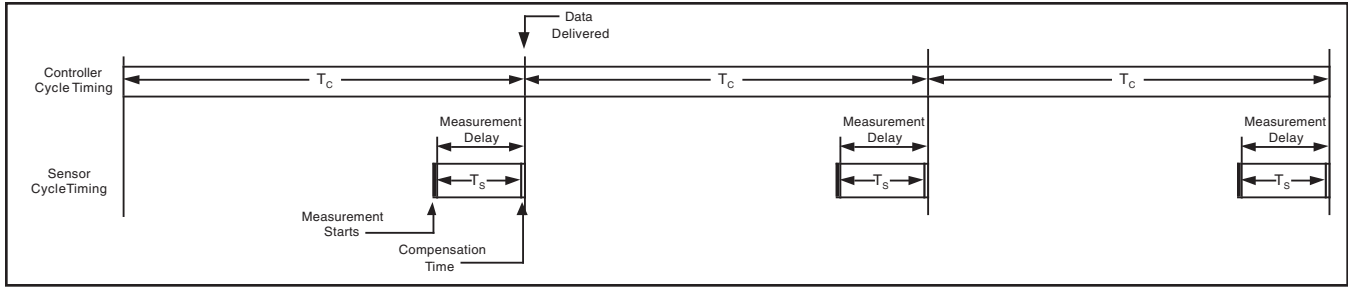 Data
Delivered
Controller
Cycle Timing
T_C
T_C
T_C
Measurement
Delay
Measurement
Delay
Measurement
Delay
Sensor
CycleTiming
T_S
T_S
T_S
Measurement
Starts
Compensation
Time